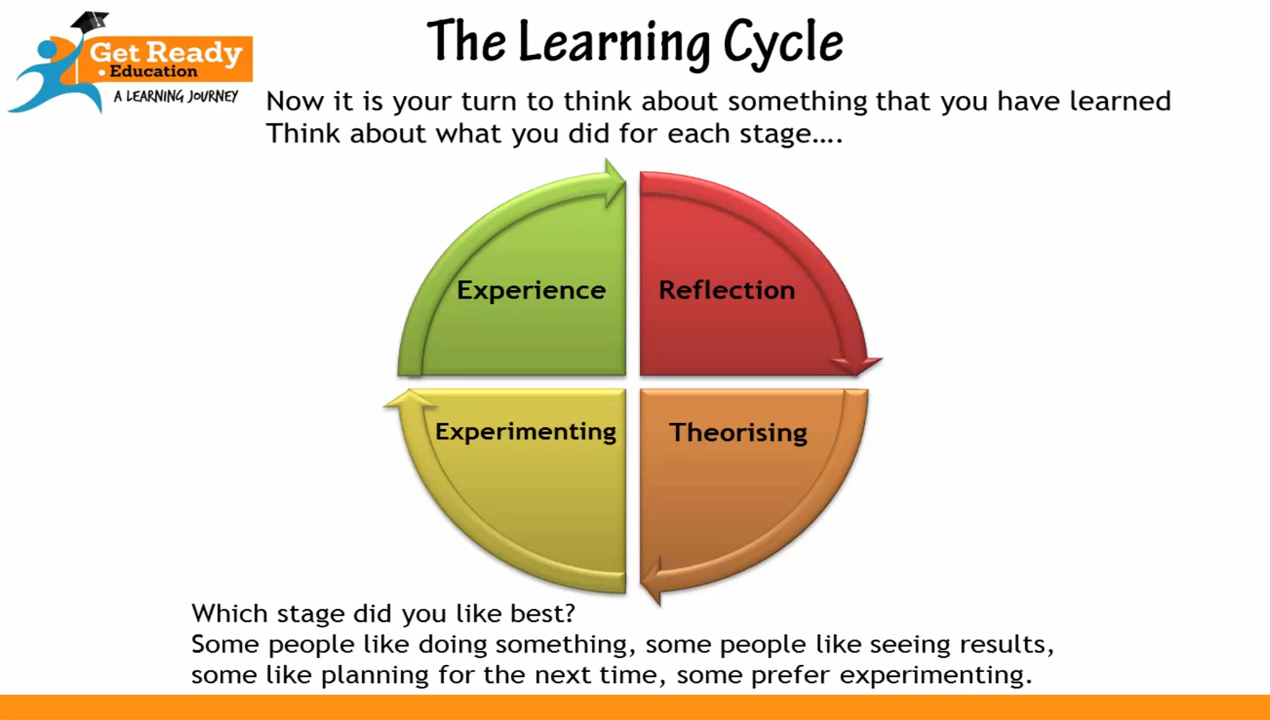 The Learning Cycle
Get Ready
• Education
A LEARNING JOURNEY
Now it is your turn to think about something that you have learned
Think about what you did for each stage....
Experience
Reflection
Experimenting
Theorising
Which stage did you like best?
Some people like doing something, some people like seeing results,
some like planning for the next time, some prefer experimenting.